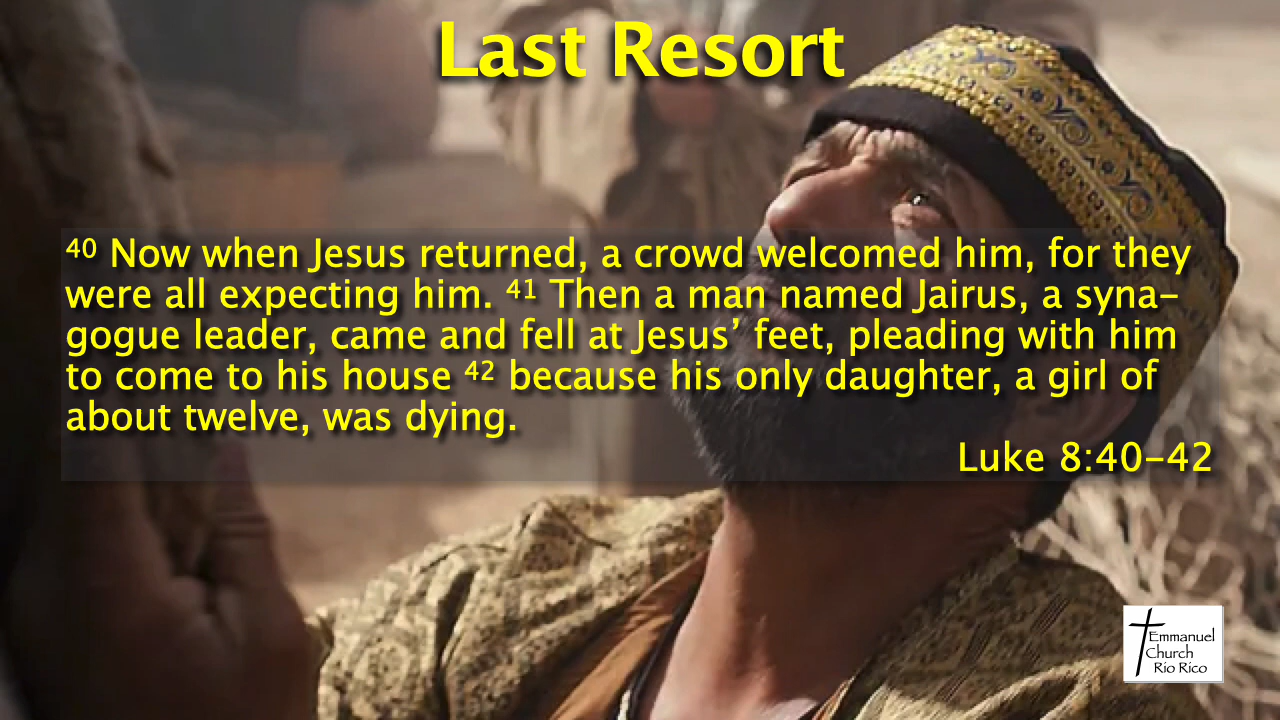 Last Resort
40 Now when Jesus returned, a crowd welcomed him, for they
were all expecting him. 41 Then a man named Jairus, a syna-
gogue leader, came and fell at Jesus’ feet, pleading with him
to come to his house 42 because his only daughter, a girl of
about twelve, was dying.
Luke 8:40-42
Emmanuel
Church
Rio Rico